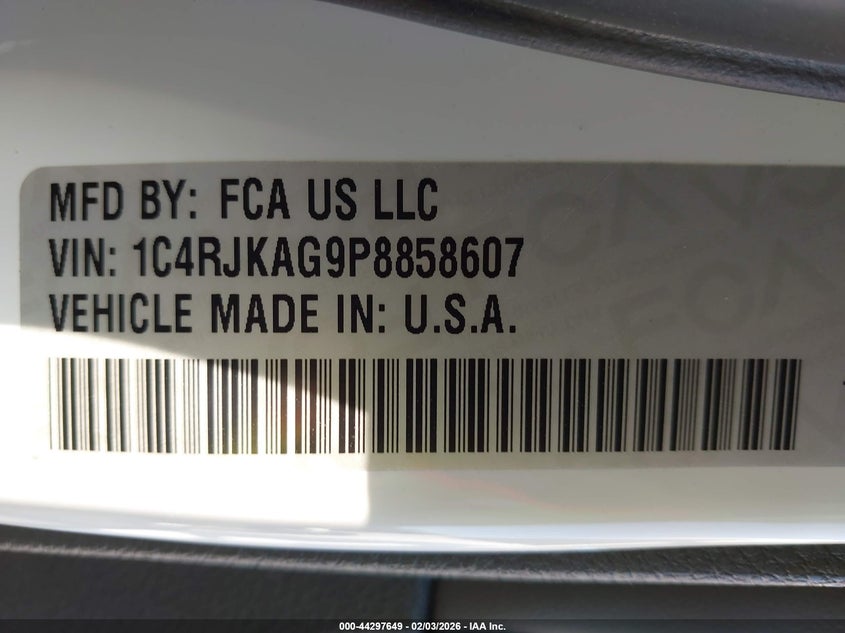 MFD BY: FCA US LLC
VIN: 1C4RJKAG9P8858607
VEHICLE MADE IN: U.S.A.
000-44297649 | 02/03/2026 | IAA Inc.